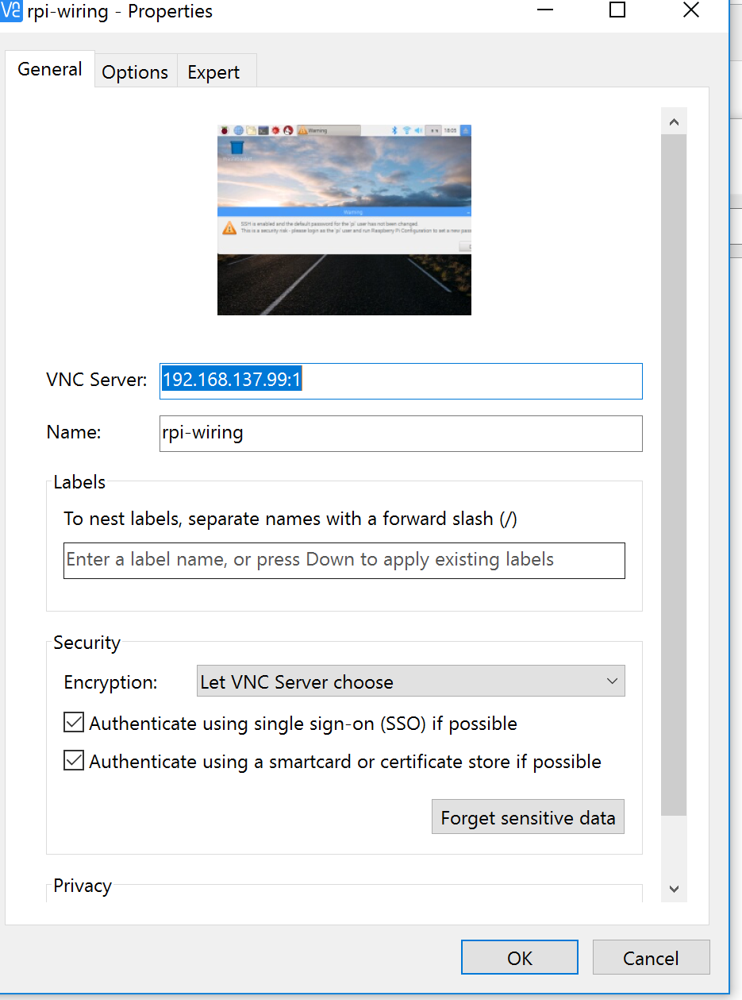 rpi-wiring - Properties
General Options Expert
Warning 18:05
Warning
SSH is enabled and the default password for the 'pi' user has not been changed.
This is a security risk - please login as the 'pi' user and run Raspberry Pi Configuration to set a new
VNC Server: 192.168.137.99:1
Name: rpi-wiring
Labels
To nest labels, separate names with a forward slash (/)
Enter a label name, or press Down to apply existing labels
Security
Encryption: Let VNC Server choose
Authenticate using single sign-on (SSO) if possible
Authenticate using a smartcard or certificate store if possible
Forget sensitive data
Privacy
OK Cancel